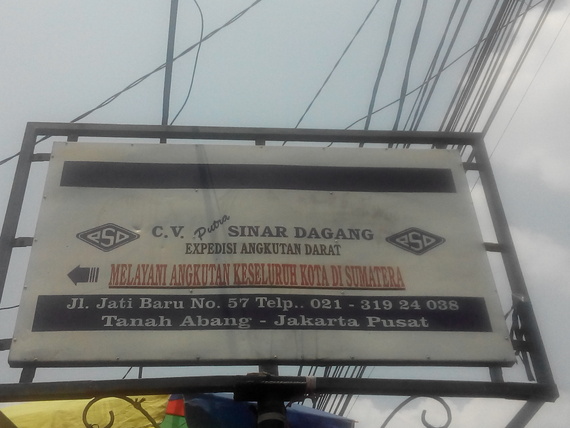 PSD C.V. Putra SINAR DAGANG PSD
EXPEDISI ANGKUTAN DARAT
MELAYANI ANGKUTAN KESELURUH KOTA DI SUMATERA
Jl. Jati Baru No. 57 Telp.. 021 - 319 24 038
Tanah Abang - Jakarta Pusat